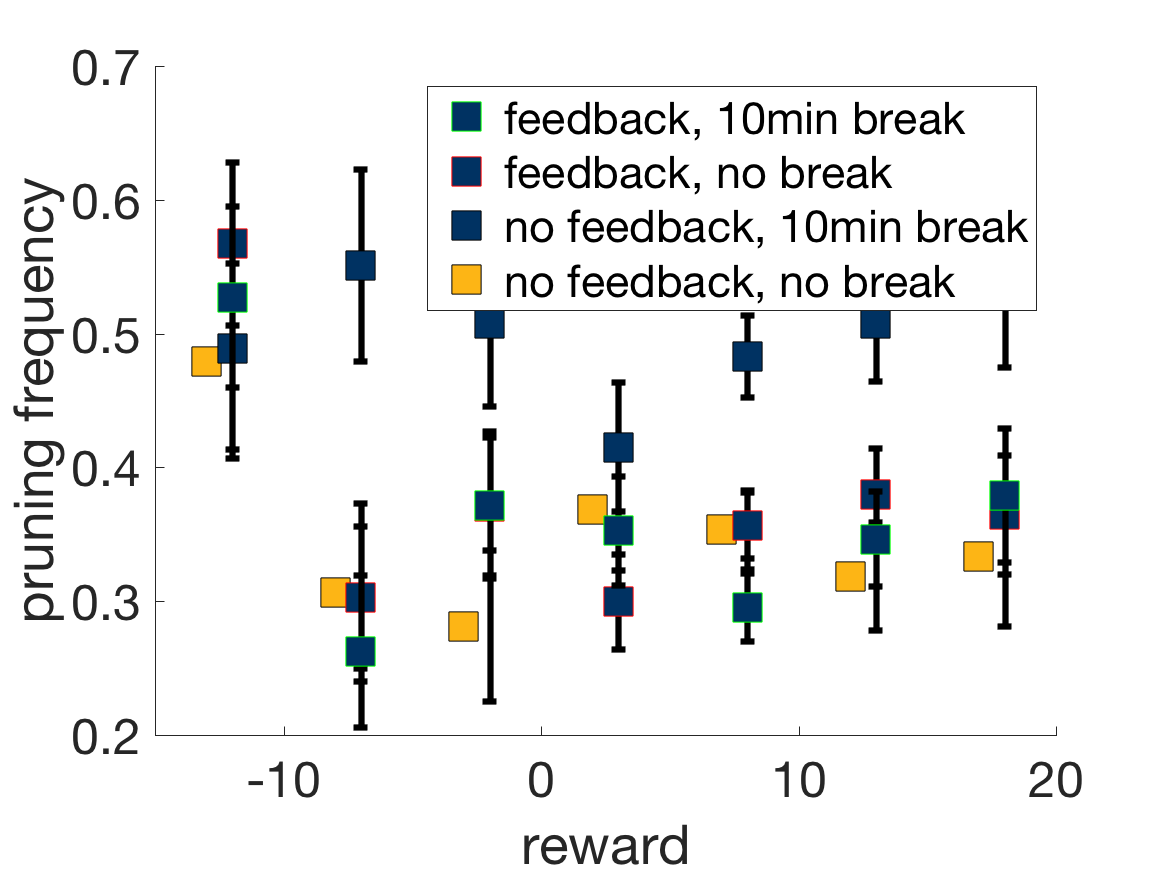 0.7
0.6
0.5
0.4
0.3
0.2
pruning frequency
feedback, 10min break
feedback, no break
no feedback, 10min break
no feedback, no break
-10
0
10
20
reward